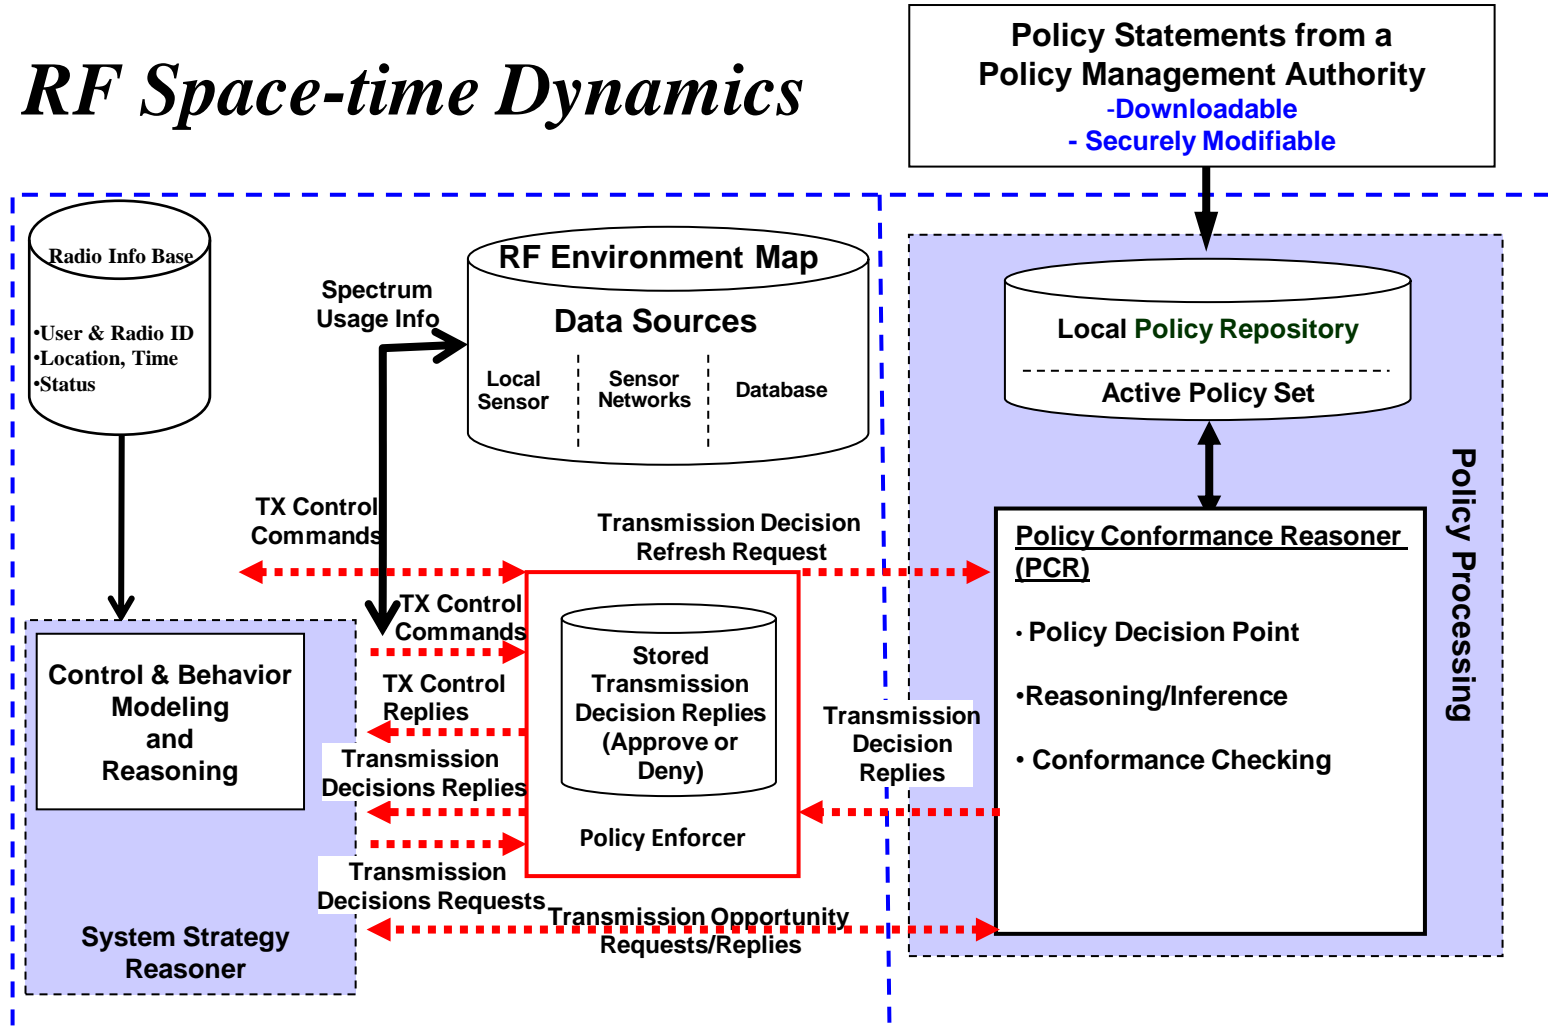 RF Space-time Dynamics
Policy Statements from a
Policy Management Authority
-Downloadable
- Securely Modifiable
Radio Info Base
•User & Radio ID
•Location, Time
•Status
Spectrum
Usage Info
RF Environment Map
Data Sources
Local
Sensor
Sensor
Networks
Database
Local Policy Repository
Active Policy Set
Policy Processing
TX Control
Commands
Transmission Decision
Refresh Request
Policy Conformance Reasoner
(PCR)
• Policy Decision Point
•Reasoning/Inference
• Conformance Checking
TX Control
Commands
Control & Behavior
Modeling
and
Reasoning
TX Control
Replies
Stored
Transmission
Decision Replies
(Approve or
Deny)
Policy Enforcer
Transmission
Decision
Replies
Transmission
Decisions Replies
Transmission
Decisions Requests
Transmission Opportunity
Requests/Replies
System Strategy
Reasoner